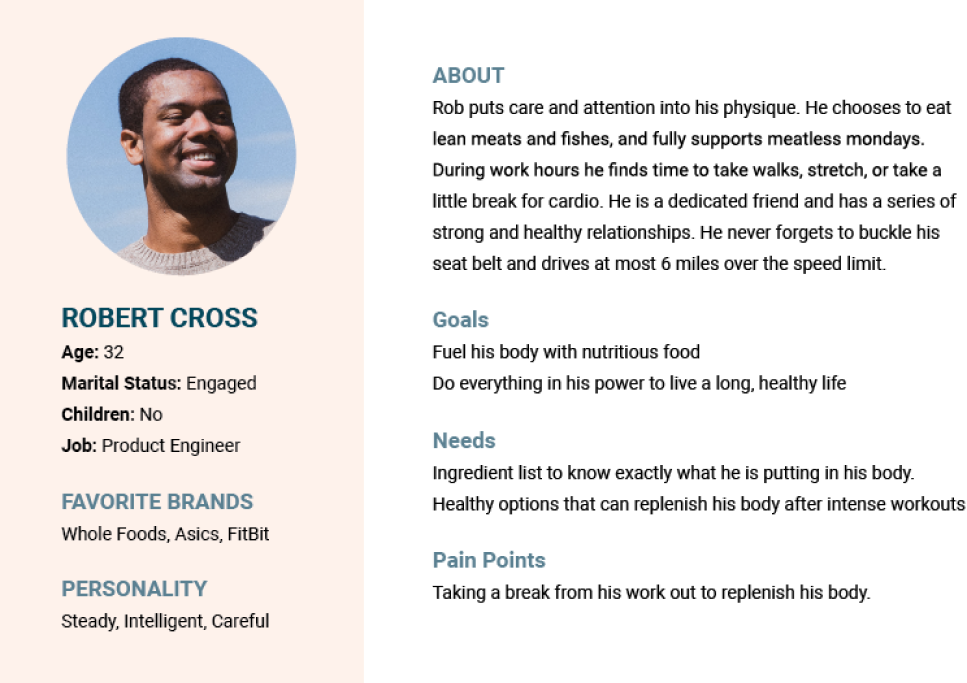 ROBERT CROSS
Age: 32
Marital Status: Engaged
Children: No
Job: Product Engineer
FAVORITE BRANDS
Whole Foods, Asics, FitBit
PERSONALITY
Steady, Intelligent, Careful
ABOUT
Rob puts care and attention into his physique. He chooses to eat
lean meats and fishes, and fully supports meatless mondays.
During work hours he finds time to take walks, stretch, or take a
little break for cardio. He is a dedicated friend and has a series of
strong and healthy relationships. He never forgets to buckle his
seat belt and drives at most 6 miles over the speed limit.
Goals
Fuel his body with nutritious food
Do everything in his power to live a long, healthy life
Needs
Ingredient list to know exactly what he is putting in his body.
Healthy options that can replenish his body after intense workouts
Pain Points
Taking a break from his work out to replenish his body.